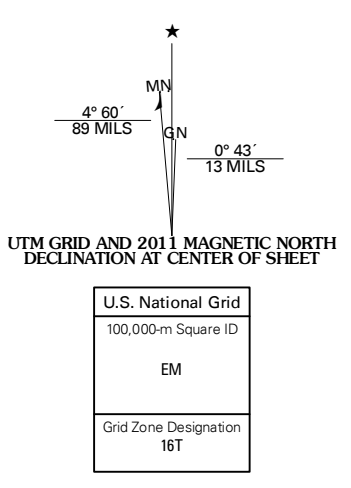 ★
MN
4° 60´
89 MILS
GN
0° 43´
13 MILS
UTM GRID AND 2011 MAGNETIC NORTH
DECLINATION AT CENTER OF SHEET
U.S. National Grid
100,000-m Square ID
EM
Grid Zone Designation
16T